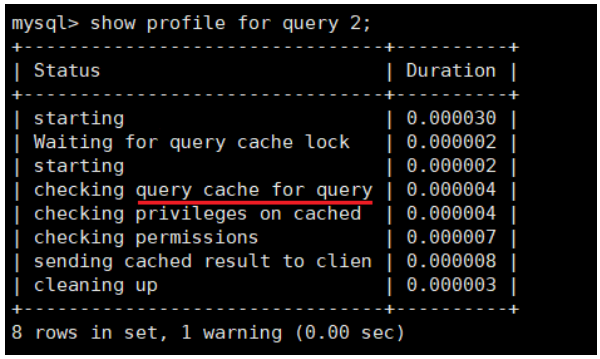 mysql> show profile for query 2;
+--------------------------------+----------+
| Status                         | Duration |
+--------------------------------+----------+
| starting                       | 0.000030 |
| Waiting for query cache lock   | 0.000002 |
| starting                       | 0.000002 |
| checking query cache for query | 0.000004 |
| checking privileges on cached  | 0.000004 |
| checking permissions           | 0.000007 |
| sending cached result to clien | 0.000008 |
| cleaning up                    | 0.000003 |
+--------------------------------+----------+
8 rows in set, 1 warning (0.00 sec)